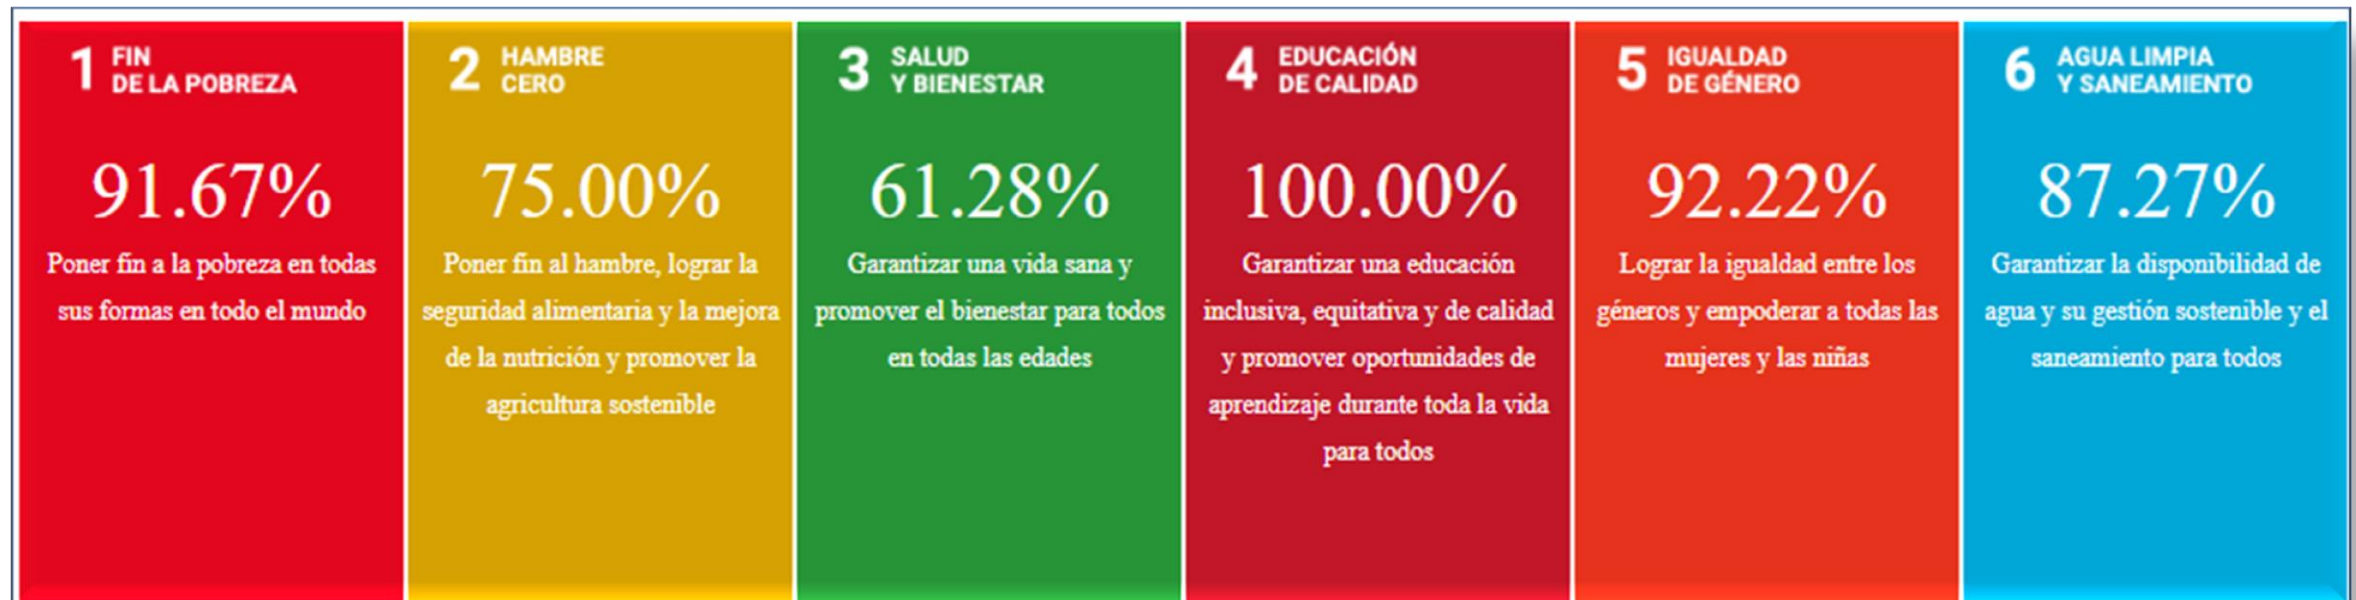 1 FIN
DE LA POBREZA
91.67%
Poner fin a la pobreza en todas
sus formas en todo el mundo
2 HAMBRE
CERO
75.00%
Poner fin al hambre, lograr la
seguridad alimentaria y la mejora
de la nutrición y promover la
agricultura sostenible
3 SALUD
Y BIENESTAR
61.28%
Garantizar una vida sana y
promover el bienestar para todos
en todas las edades
4 EDUCACIÓN
DE CALIDAD
100.00%
Garantizar una educación
inclusiva, equitativa y de calidad
y promover oportunidades de
aprendizaje durante toda la vida
para todos
5 IGUALDAD
DE GÉNERO
92.22%
Lograr la igualdad entre los
géneros y empoderar a todas las
mujeres y las niñas
6 AGUA LIMPIA
Y SANEAMIENTO
87.27%
Garantizar la disponibilidad de
agua y su gestión sostenible y el
saneamiento para todos